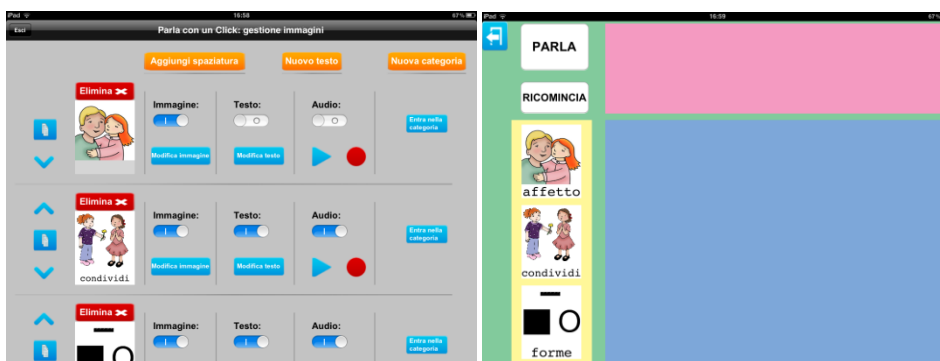 iPad 16:58 67%
Esci Parla con un Click: gestione immagini
Aggiungi spaziatura Nuovo testo Nuova categoria
Elimina
Immagine: Testo: Audio:
I O O
Entra nella
categoria
Modifica immagine Modifica testo
Elimina
Immagine: Testo: Audio:
I I I
Entra nella
categoria
condividi
Modifica immagine Modifica testo
Elimina
Immagine: Testo: Audio:
I I I
Entra nella
categoria
iPad 16:59 67%
PARLA
RICOMINCIA
affetto
condividi
forme